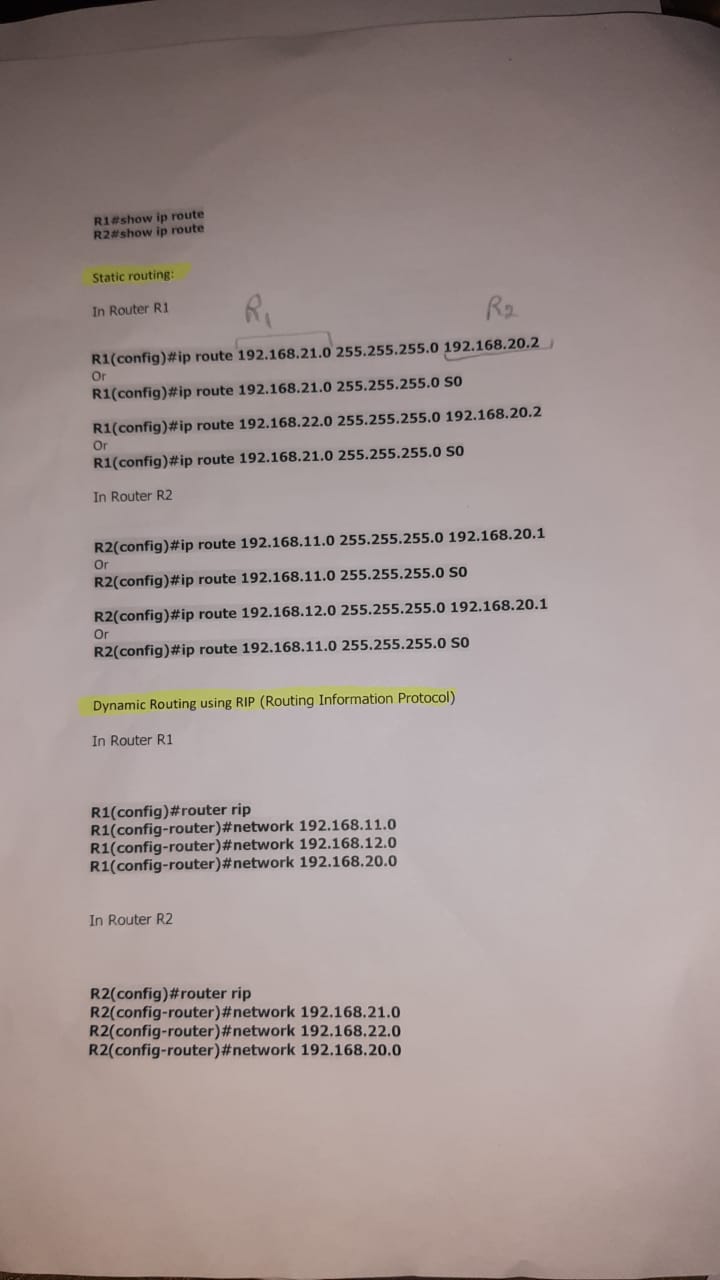 R1#show ip route
R2#show ip route
Static routing:
In Router R1
R1 R2
R1(config)#ip route 192.168.21.0 255.255.255.0 192.168.20.2
Or
R1(config)#ip route 192.168.21.0 255.255.255.0 S0
R1(config)#ip route 192.168.22.0 255.255.255.0 192.168.20.2
Or
R1(config)#ip route 192.168.21.0 255.255.255.0 S0
In Router R2
R2(config)#ip route 192.168.11.0 255.255.255.0 192.168.20.1
Or
R2(config)#ip route 192.168.11.0 255.255.255.0 S0
R2(config)#ip route 192.168.12.0 255.255.255.0 192.168.20.1
Or
R2(config)#ip route 192.168.11.0 255.255.255.0 S0
Dynamic Routing using RIP (Routing Information Protocol)
In Router R1
R1(config)#router rip
R1(config-router)#network 192.168.11.0
R1(config-router)#network 192.168.12.0
R1(config-router)#network 192.168.20.0
In Router R2
R2(config)#router rip
R2(config-router)#network 192.168.21.0
R2(config-router)#network 192.168.22.0
R2(config-router)#network 192.168.20.0